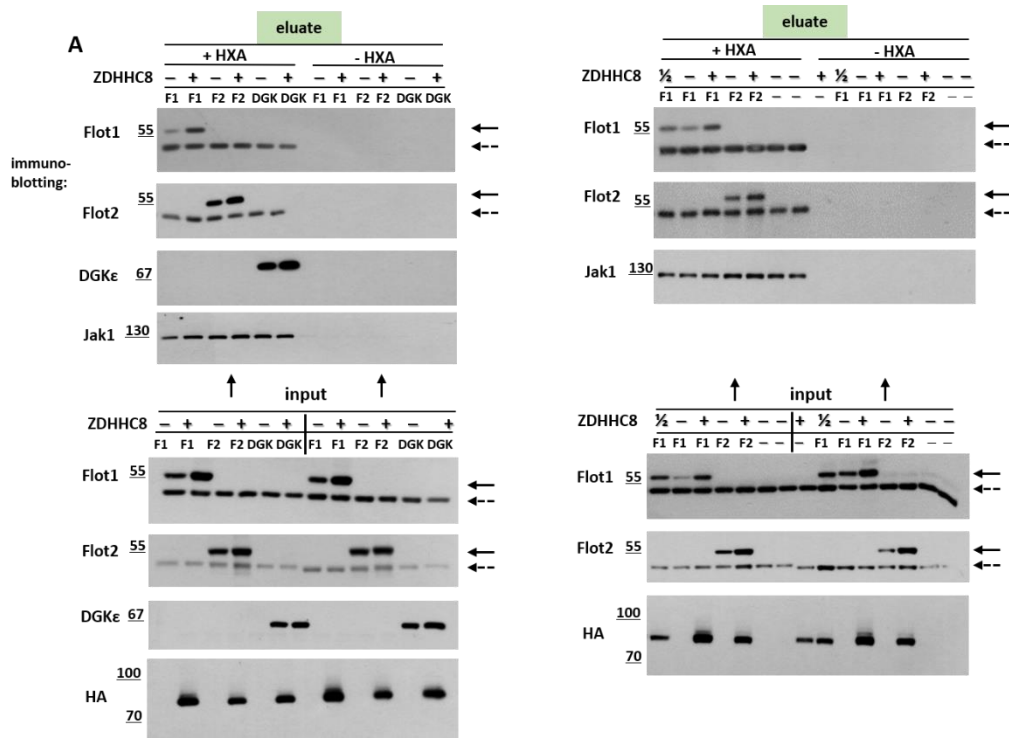 A
eluate
+ HXA - HXA
ZDHHC8 – + – + – + – + – + – +
F1 F1 F2 F2 DGK DGK F1 F1 F2 F2 DGK DGK
immuno-
blotting:
Flot1 55
Flot2 55
DGKε 67
Jak1 130
input
ZDHHC8 – + – + – + – + – + – +
F1 F1 F2 F2 DGK DGK F1 F1 F2 F2 DGK DGK
Flot1 55
Flot2 55
DGKε 67
100
HA
70
eluate
+ HXA - HXA
ZDHHC8 ½ – + – + – – + ½ – + – + – –
F1 F1 F1 F2 F2 – – – F1 F1 F1 F2 F2 – –
Flot1 55
Flot2 55
Jak1 130
input
ZDHHC8 ½ – + – + – – + ½ – + – + – –
F1 F1 F1 F2 F2 – – – F1 F1 F1 F2 F2 – –
Flot1 55
Flot2 55
100
HA
70